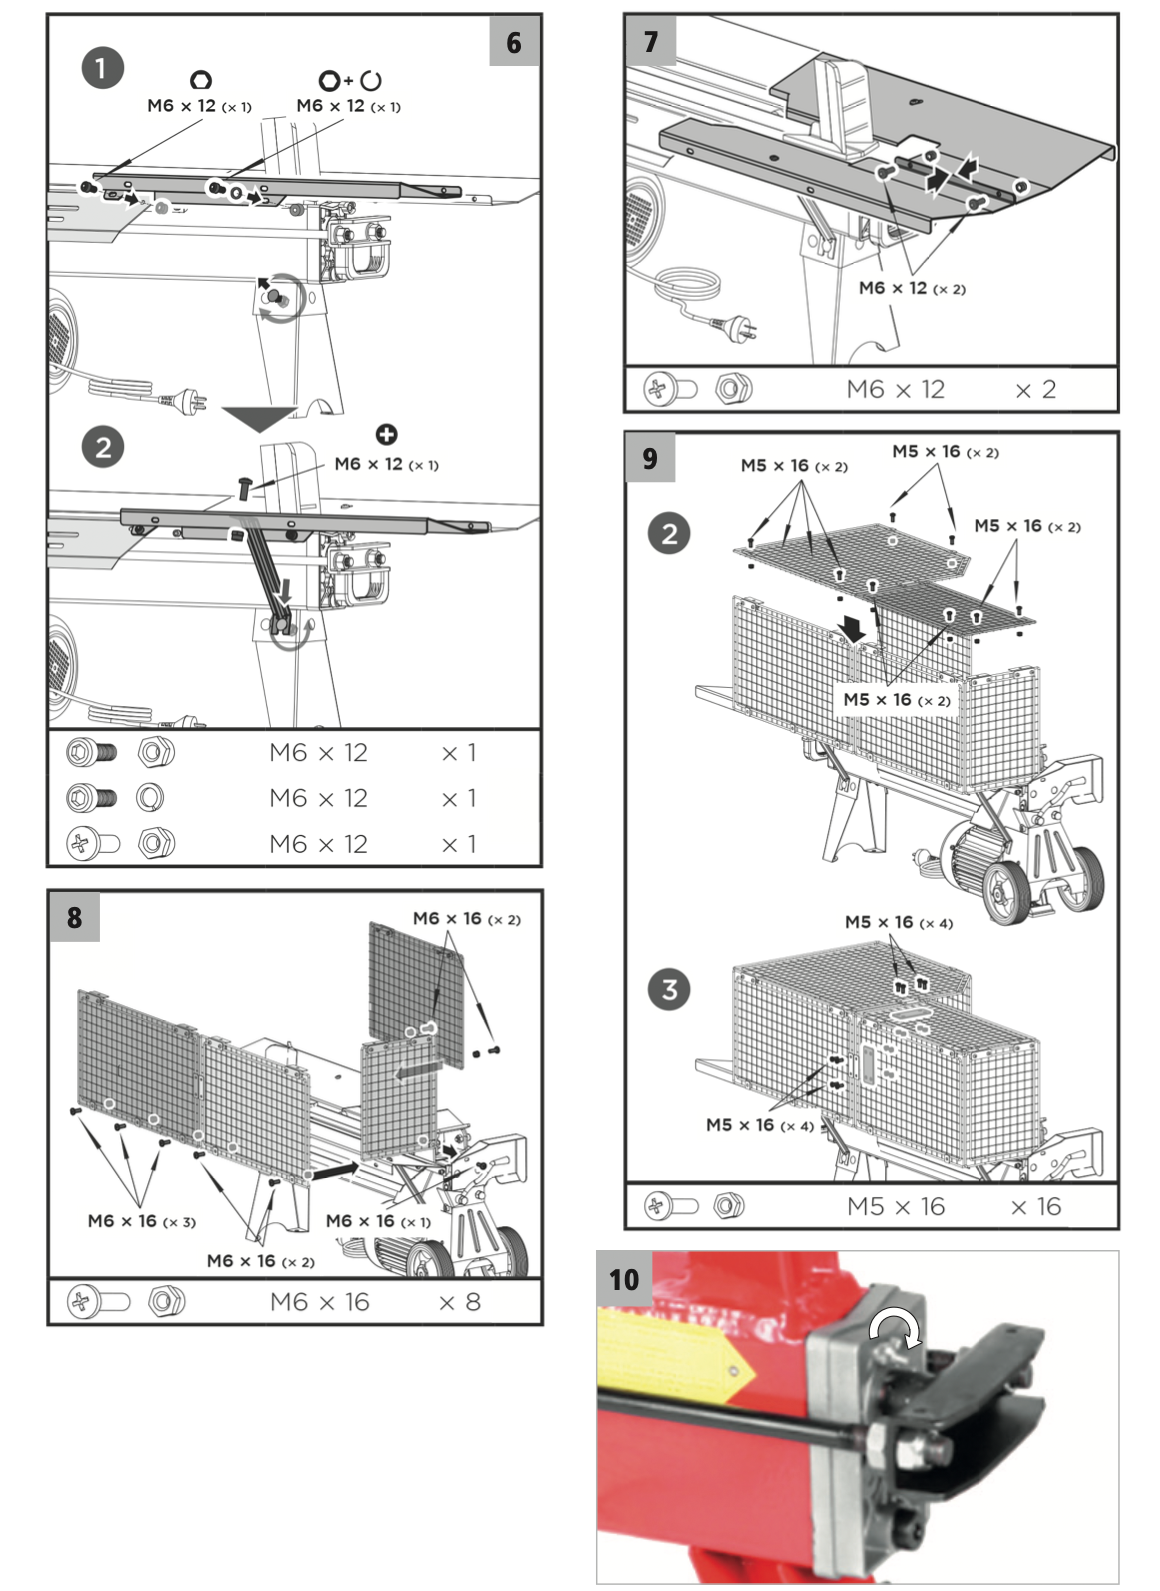 6
1
M6 × 12 (× 1)
+
M6 × 12 (× 1)
2
M6 × 12 (× 1)
M6 × 12 × 1
M6 × 12 × 1
M6 × 12 × 1
7
M6 × 12 (× 2)
M6 × 12 × 2
8
M6 × 16 (× 2)
M6 × 16 (× 3)
M6 × 16 (× 1)
M6 × 16 (× 2)
M6 × 16 × 8
9
M5 × 16 (× 2)
M5 × 16 (× 2)
2
M5 × 16 (× 2)
M5 × 16 (× 2)
M5 × 16 (× 4)
3
M5 × 16 (× 4)
M5 × 16 × 16
10